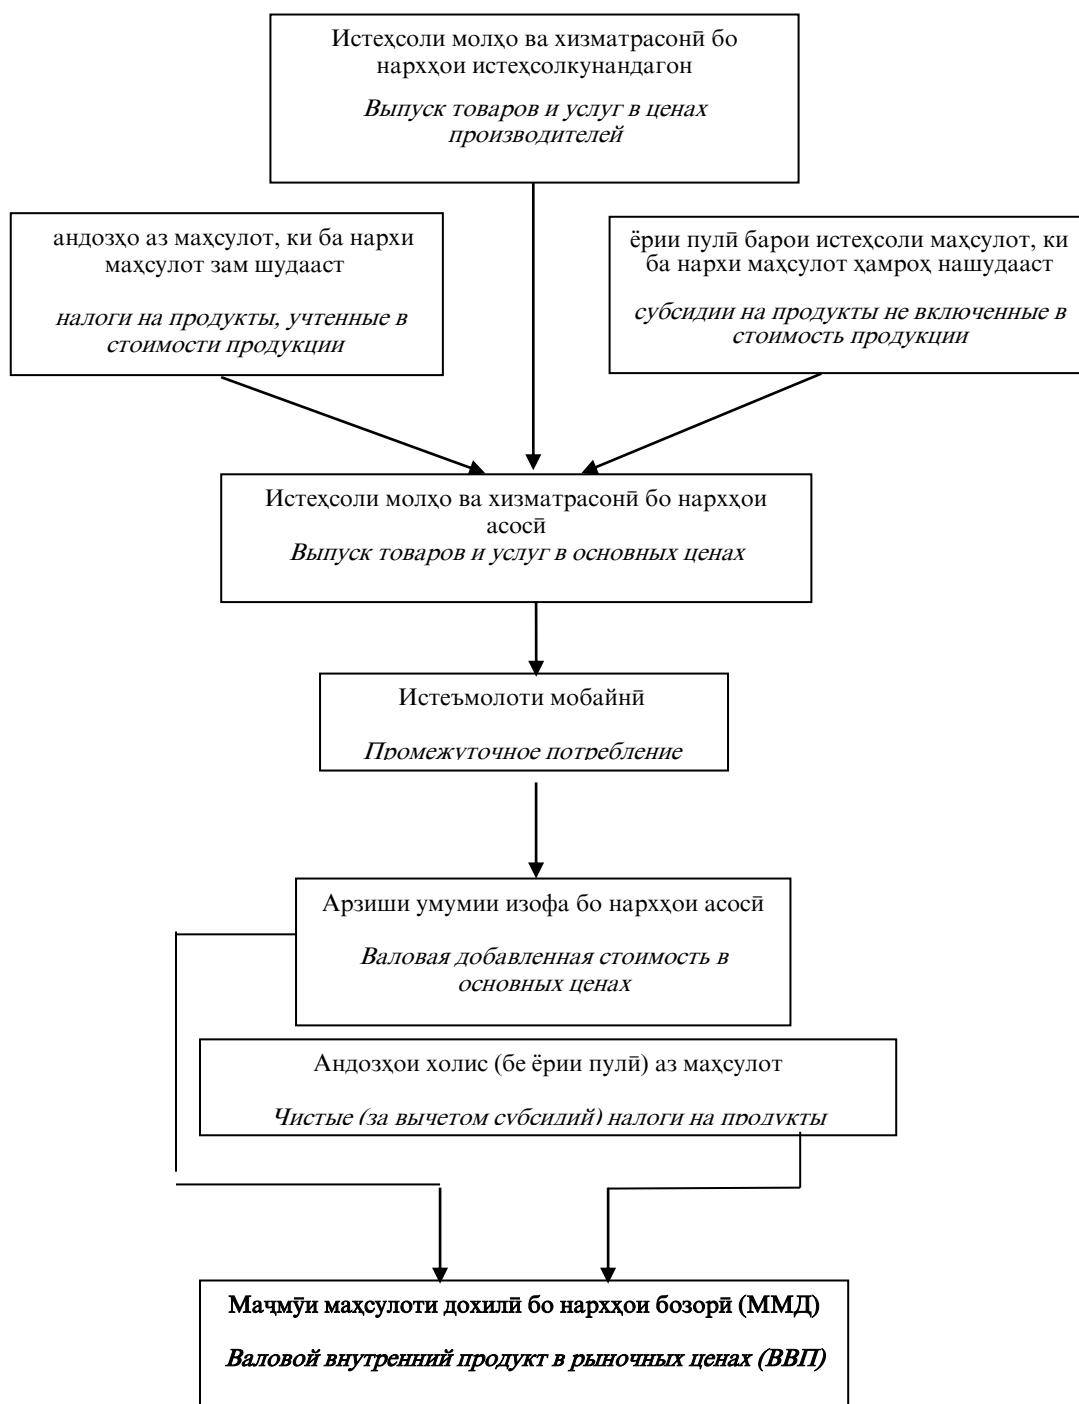 Истеҳсоли молҳо ва хизматрасонӣ бо
нархҳои истеҳсолкунандагон
Выпуск товаров и услуг в ценах
производителей
андозҳо аз маҳсулот, ки ба нархи
маҳсулот зам шудааст
налоги на продукты, учтенные в
стоимости продукции
ёрии пулӣ барои истеҳсоли маҳсулот, ки
ба нархи маҳсулот ҳамроҳ нашудааст
субсидии на продукты не включенные в
стоимость продукции
Истеҳсоли молҳо ва хизматрасонӣ бо нархҳои
асосӣ
Выпуск товаров и услуг в основных ценах
Истеъмолоти мобайнӣ
Промежуточное потребление
Арзиши умумии изофа бо нархҳои асосӣ
Валовая добавленная стоимость в
основных ценах
Андозҳои холис (бе ёрии пулӣ) аз маҳсулот
Чистые (за вычетом субсидий) налоги на продукты
Маҷмӯи маҳсулоти дохилӣ бо нархҳои бозорӣ (ММД)
Валовой внутренний продукт в рыночных ценах (ВВП)